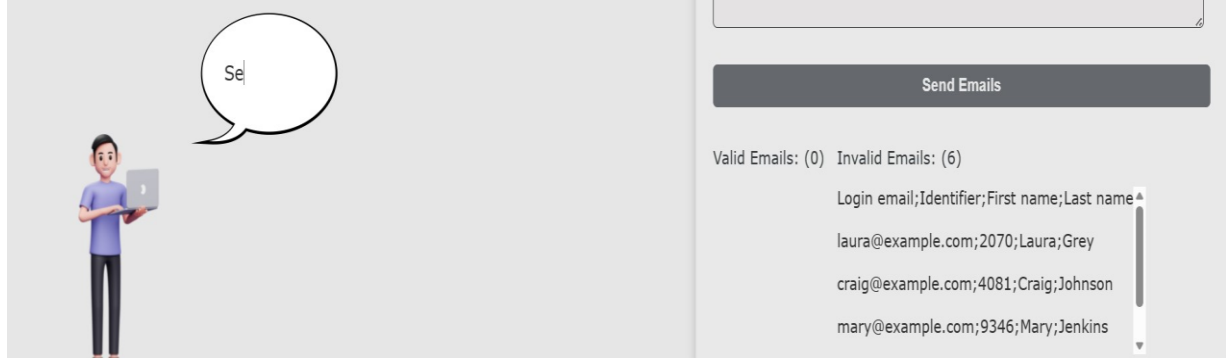 Se
Send Emails
Valid Emails: (0) Invalid Emails: (6)
Login email;Identifier;First name;Last name
laura@example.com;2070;Laura;Grey
craig@example.com;4081;Craig;Johnson
mary@example.com;9346;Mary;Jenkins